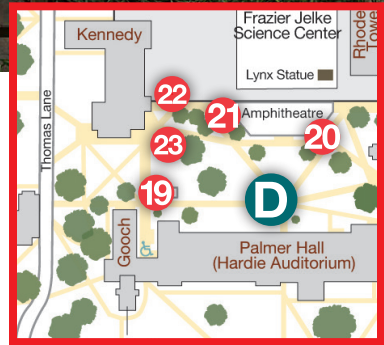 Kennedy
Frazier Jelke
Science Center
Rhode
Tower
Lynx Statue
22
21
Amphitheatre
20
23
Thomas Lane
19
D
Gooch
Palmer Hall
(Hardie Auditorium)